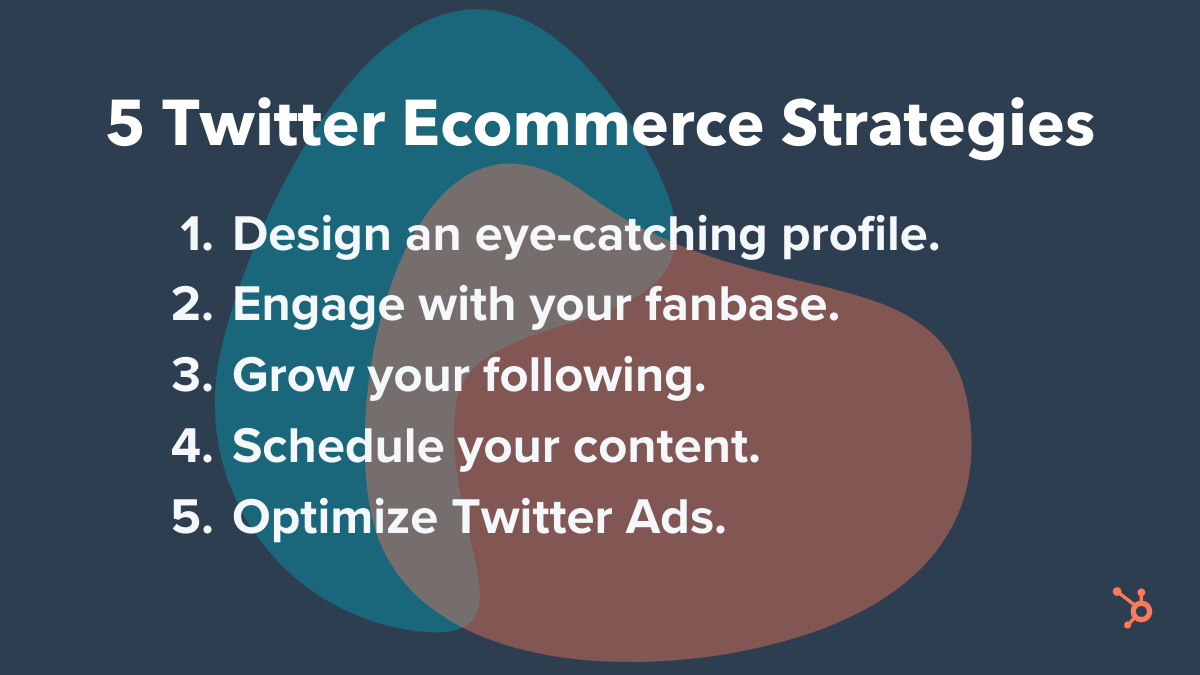 5 Twitter Ecommerce Strategies
1. Design an eye-catching profile.
2. Engage with your fanbase.
3. Grow your following.
4. Schedule your content.
5. Optimize Twitter Ads.